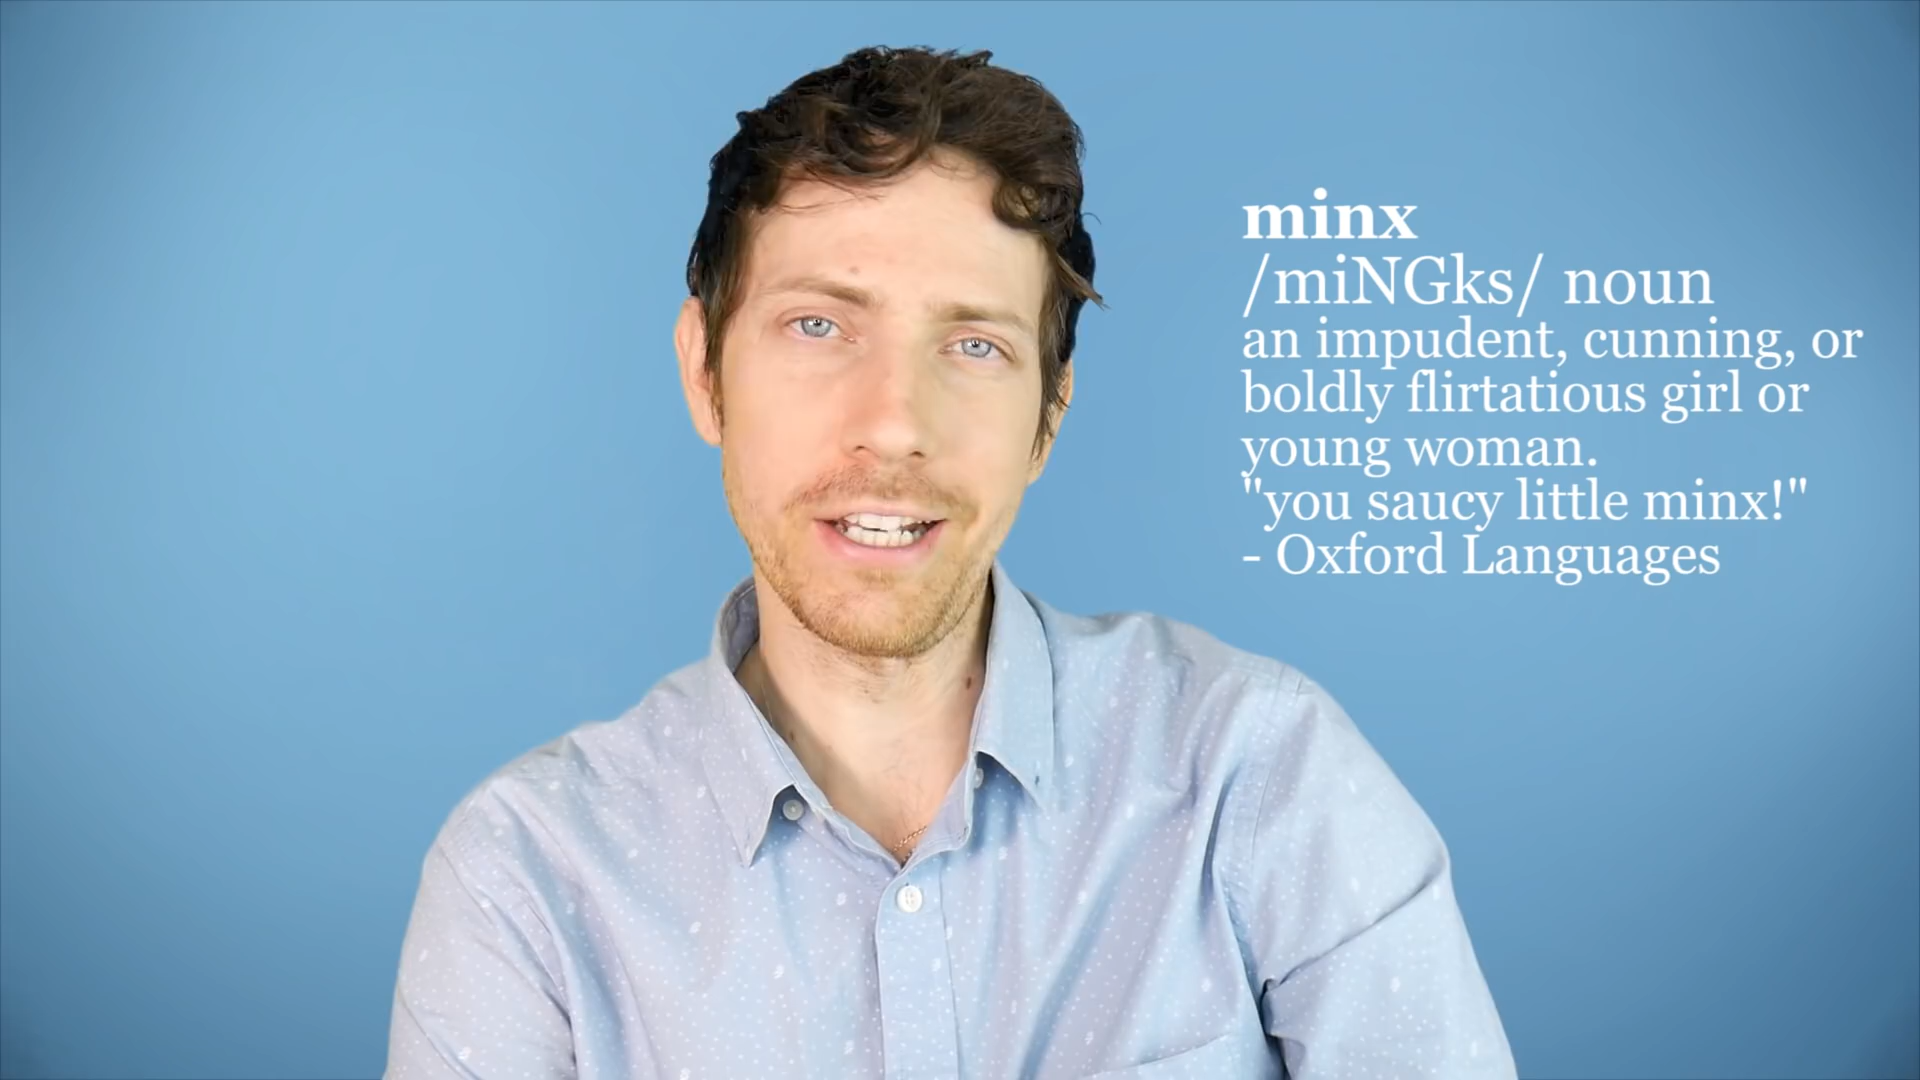 minx
/miNGks/ noun
an impudent, cunning, or
boldly flirtatious girl or
young woman.
"you saucy little minx!"
- Oxford Languages